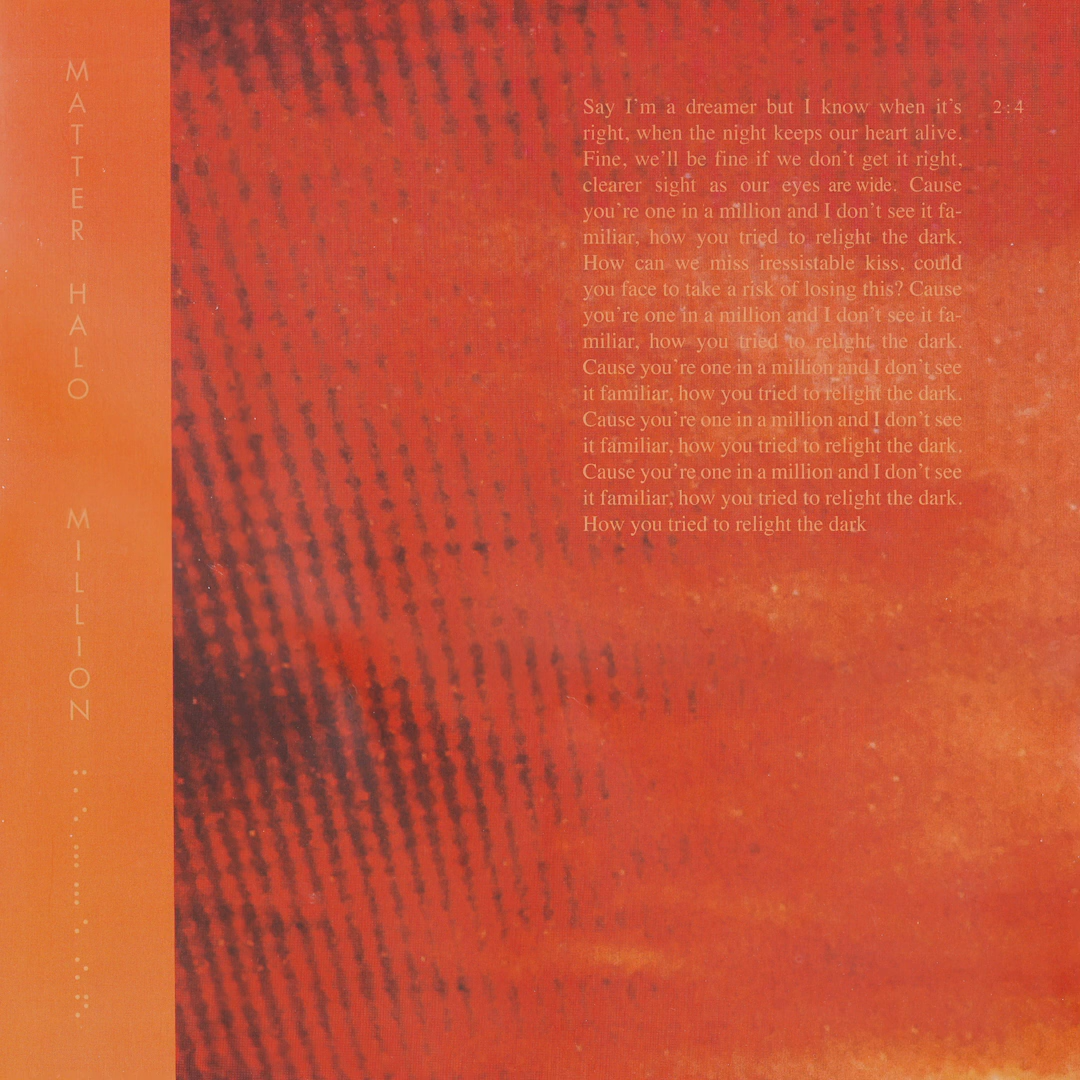 MATTER HALO
MILLION
Say I'm a dreamer but I know when it's
right, when the night keeps our heart alive.
Fine, we'll be fine if we don't get it right,
clearer sight as our eyes are wide. Cause
you're one in a million and I don't see it fa-
miliar, how you tried to relight the dark.
How can we miss iressistable kiss, could
you face to take a risk of losing this? Cause
you're one in a million and I don't see it fa-
miliar, how you tried to relight the dark.
Cause you're one in a million and I don't see
it familiar, how you tried to relight the dark.
Cause you're one in a million and I don't see
it familiar, how you tried to relight the dark.
Cause you're one in a million and I don't see
it familiar, how you tried to relight the dark.
How you tried to relight the dark
2:4